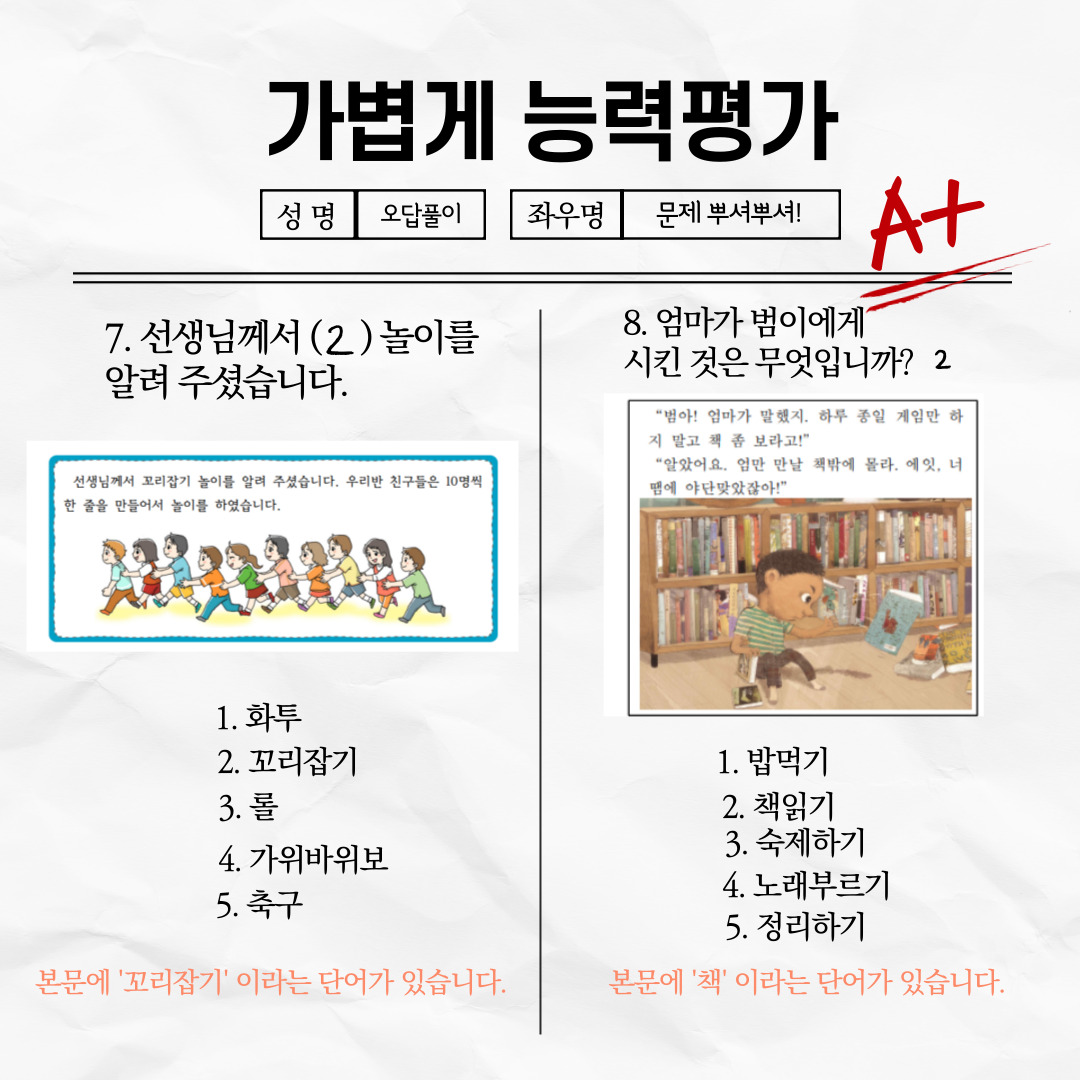 가볍게 능력평가
성 명 오답풀이 좌우명 문제 뿌셔뿌셔!
A+
7. 선생님께서 ( 2 ) 놀이를
알려 주셨습니다.
선생님께서 꼬리잡기 놀이를 알려 주셨습니다. 우리반 친구들은 10명씩
한 줄을 만들어서 놀이를 하였습니다.
1. 화투
2. 꼬리잡기
3. 롤
4. 가위바위보
5. 축구
본문에 '꼬리잡기' 이라는 단어가 있습니다.
8. 엄마가 범이에게
시킨 것은 무엇입니까? 2
"범아! 엄마가 말했지. 하루 종일 게임만 하
지 말고 책 좀 보라고!"
"알았어요. 엄만 만날 책밖에 몰라. 에잇, 너
땜에 야단맞았잖아!"
1. 밥먹기
2. 책읽기
3. 숙제하기
4. 노래부르기
5. 정리하기
본문에 '책' 이라는 단어가 있습니다.